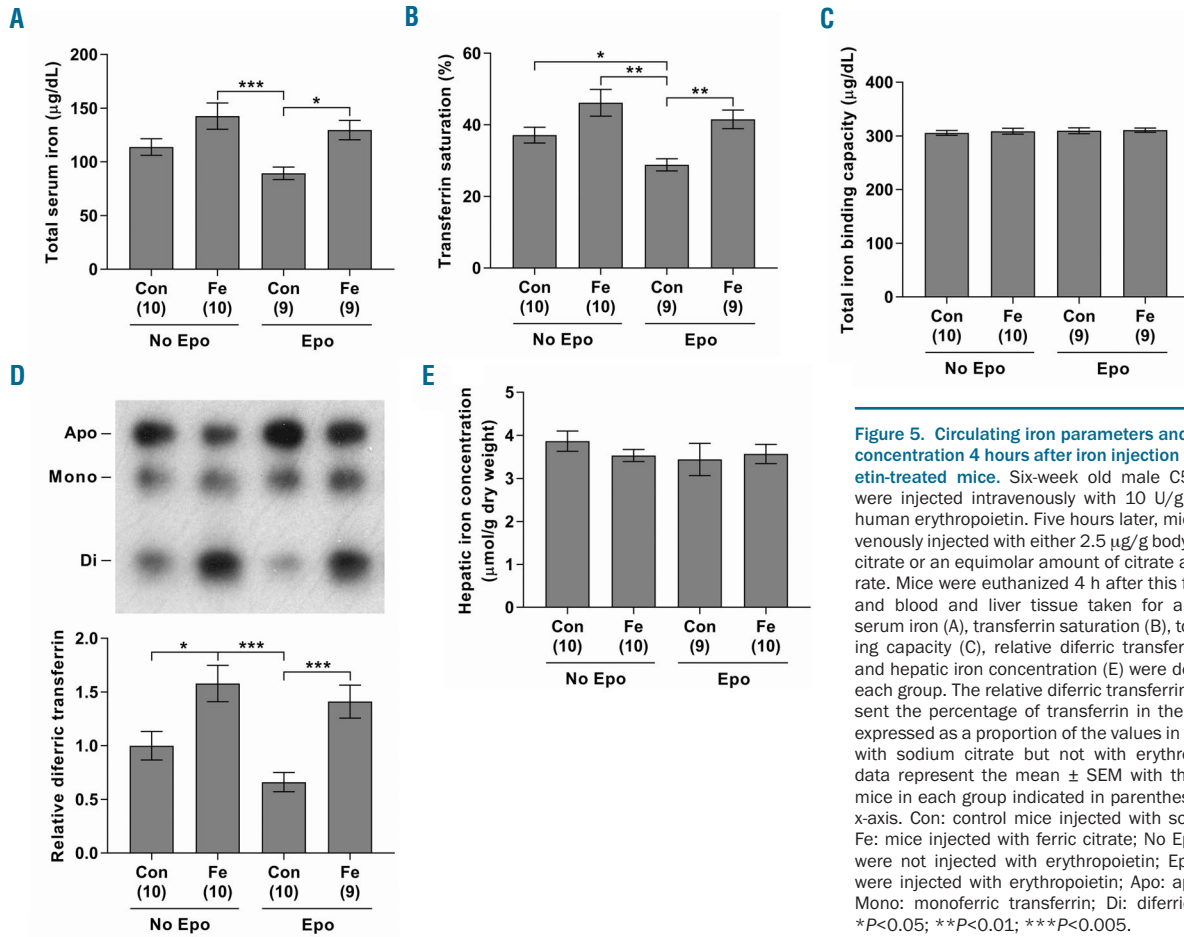 A
Total serum iron (µg/dL)
200
150
100
50
0
***
*
Con Fe Con Fe
(10) (10) (9) (9)
No Epo Epo
B
Transferrin saturation (%)
60
40
20
0
*
**
**
Con Fe Con Fe
(10) (10) (9) (9)
No Epo Epo
C
Total iron binding capacity (µg/dL)
400
300
200
100
0
Con Fe Con Fe
(10) (10) (9) (9)
No Epo Epo
D
Apo
Mono
Di
Relative diferric transferrin
2.0
1.5
1.0
0.5
0.0
* *** ***
Con Fe Con Fe
(10) (10) (10) (9)
No Epo Epo
E
Hepatic iron concentration
(µmol/g dry weight)
5
4
3
2
1
0
Con Fe Con Fe
(10) (10) (9) (10)
No Epo Epo
Figure 5. Circulating iron parameters and
concentration 4 hours after iron injection
etin-treated mice. Six-week old male C5
were injected intravenously with 10 U/g
human erythropoietin. Five hours later, mic
venously injected with either 2.5 µg/g body
citrate or an equimolar amount of citrate a
rate. Mice were euthanized 4 h after this f
and blood and liver tissue taken for a
serum iron (A), transferrin saturation (B), to
ing capacity (C), relative diferric transfer
and hepatic iron concentration (E) were de
each group. The relative diferric transferrin
sent the percentage of transferrin in the
expressed as a proportion of the values in
with sodium citrate but not with erythro
data represent the mean ± SEM with th
mice in each group indicated in parenthes
x-axis. Con: control mice injected with so
Fe: mice injected with ferric citrate; No Ep
were not injected with erythropoietin; Ep
were injected with erythropoietin; Apo: ap
Mono: monoferric transferrin; Di: diferri
*P<0.05; **P<0.01; ***P<0.005.